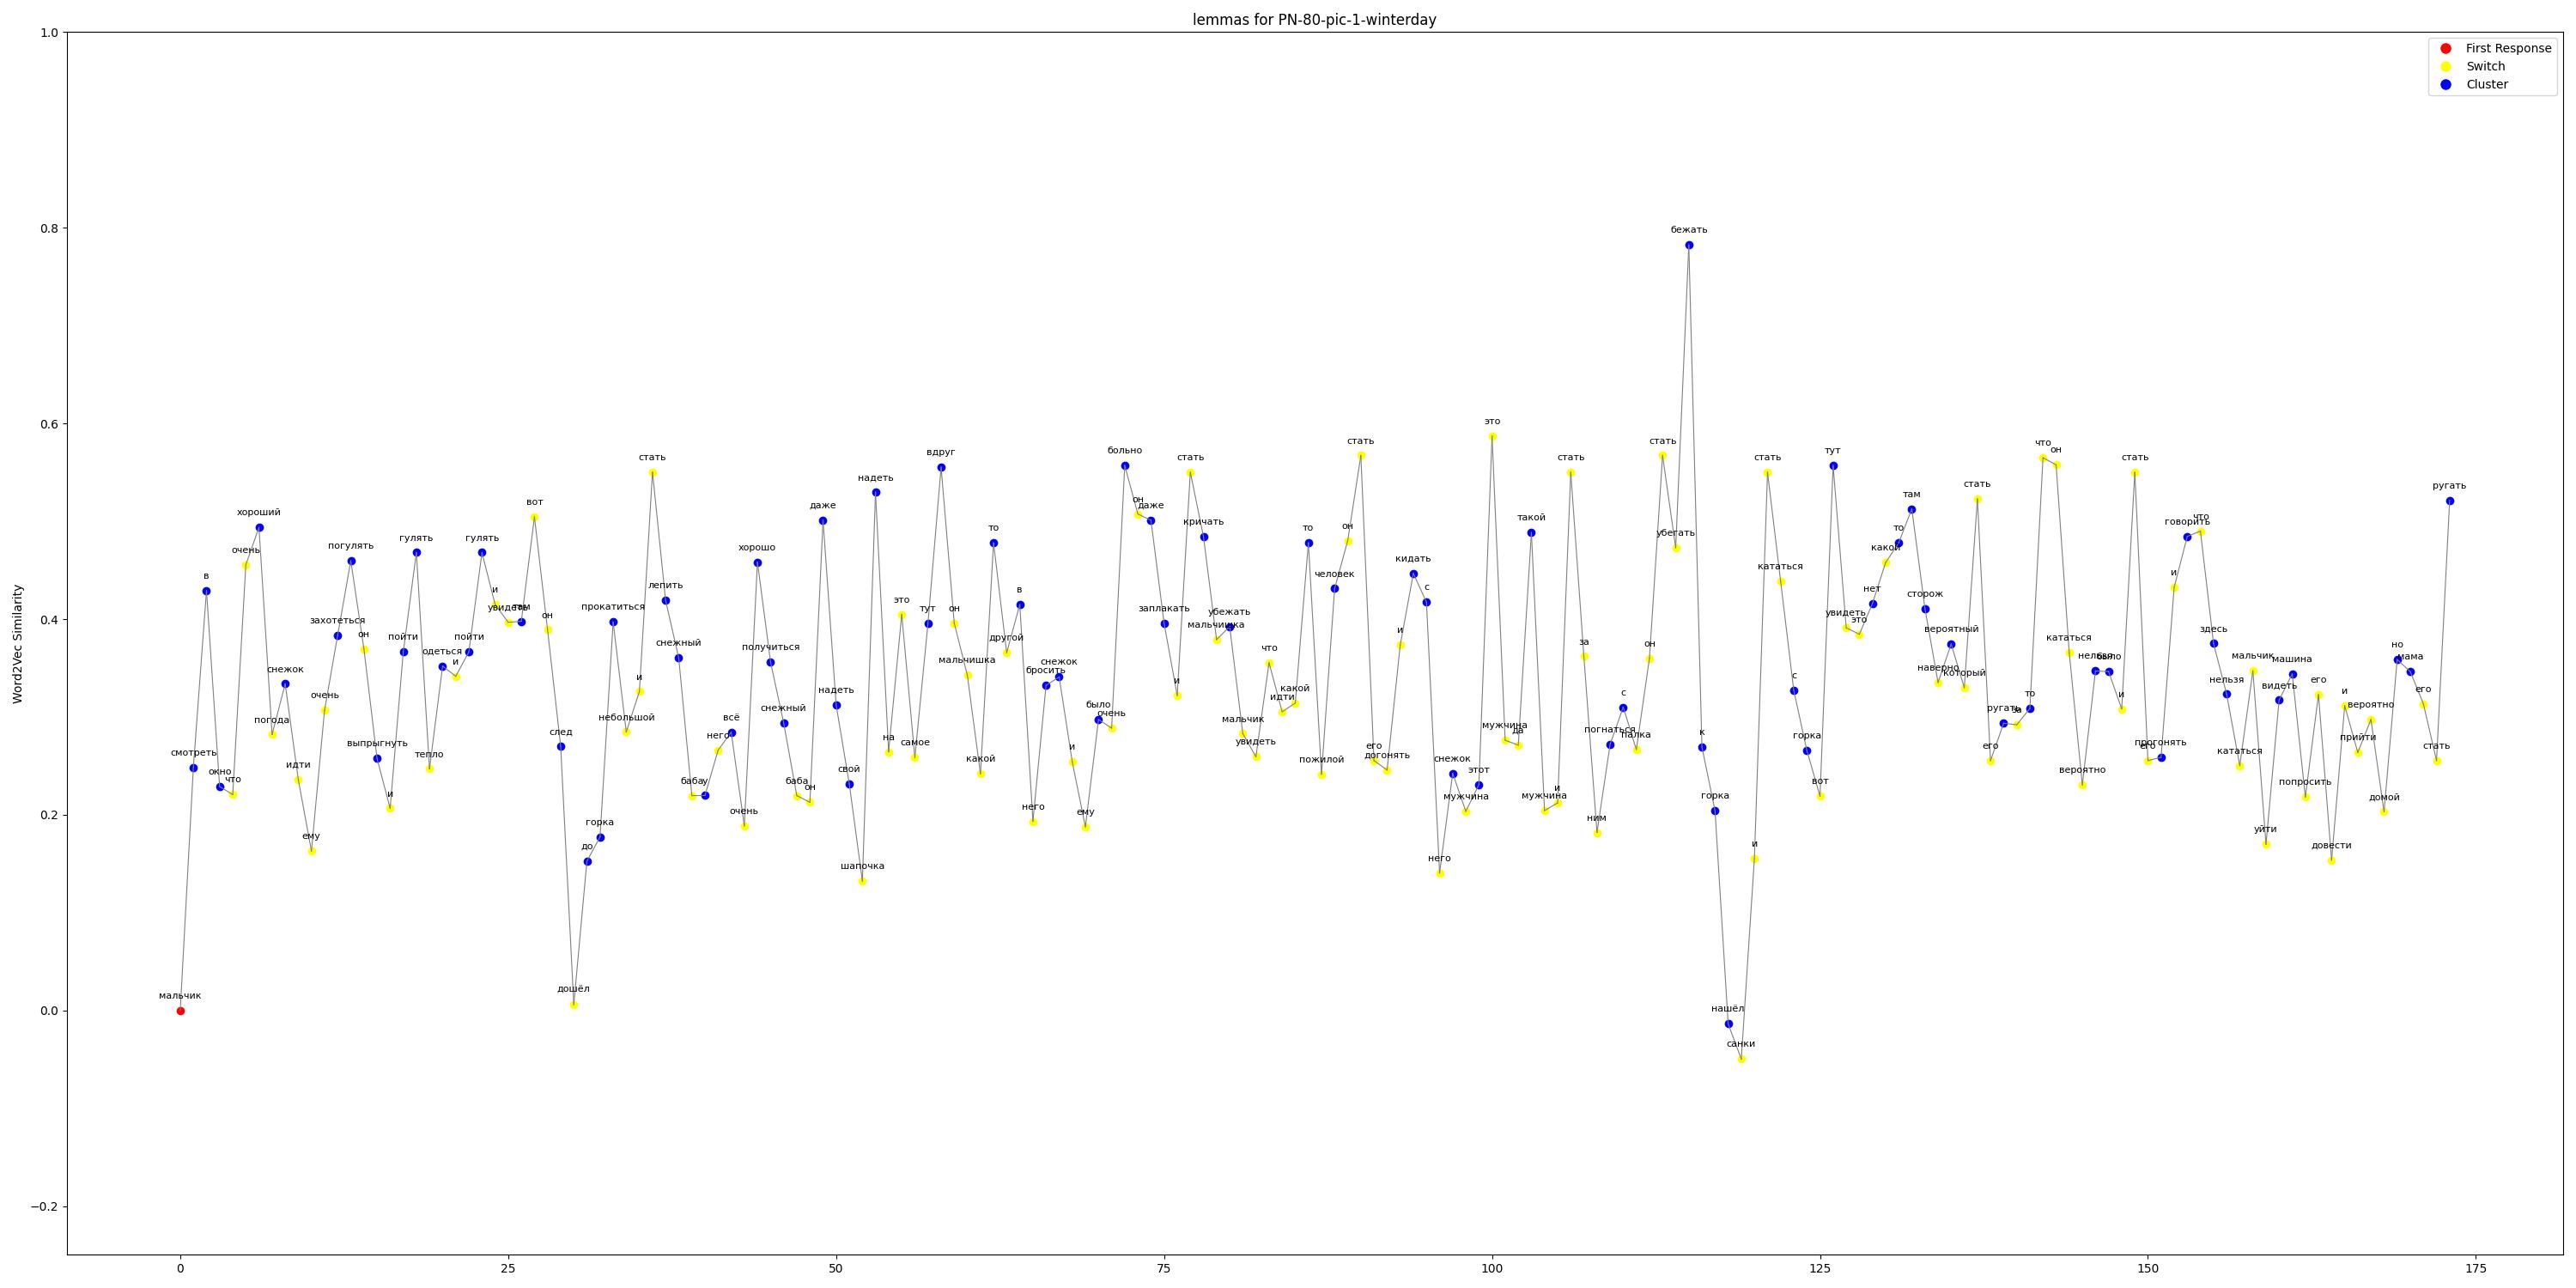 lemmas for PN-80-pic-1-winterday
Word2Vec Similarity
1.0
0.8
0.6
0.4
0.2
0.0
−0.2
0
25
50
75
100
125
150
175
First Response
Switch
Cluster
мальчик
смотреть
в
окно
что
очень
хороший
погода
снежок
идти
ему
очень
захотеться
погулять
он
выпрыгнуть
и
пойти
гулять
тепло
одеться
и
пойти
гулять
и
увидеть
там
вот
он
след
дошёл
до
горка
прокатиться
небольшой
и
стать
лепить
снежный
баба
у
него
всё
очень
хорошо
получиться
снежный
баба
он
даже
надеть
свой
шапочка
надеть
на
это
самое
тут
вдруг
он
мальчишка
какой
то
другой
в
него
бросить
снежок
и
ему
было
очень
больно
он
даже
заплакать
и
стать
кричать
мальчишка
убежать
мальчик
увидеть
что
идти
какой
то
пожилой
человек
он
стать
его
догонять
и
кидать
с
него
снежок
мужчина
этот
это
мужчина
да
такой
мужчина
и
стать
за
ним
погнаться
с
палка
он
стать
убегать
бежать
к
горка
нашёл
санки
и
стать
кататься
с
горка
вот
тут
увидеть
это
нет
какой
то
там
сторож
наверно
вероятный
который
стать
его
ругать
за
то
что
он
кататься
вероятно
нельзя
было
и
стать
его
прогонять
и
говорить
что
здесь
нельзя
кататься
мальчик
уйти
видеть
машина
попросить
его
довести
и
прийти
вероятно
домой
но
мама
его
стать
ругать